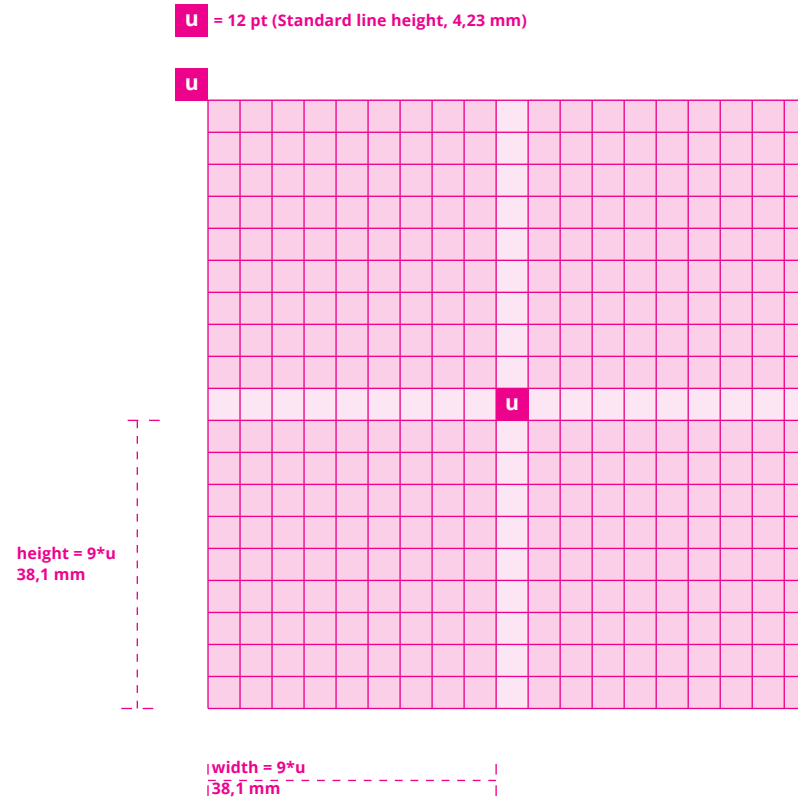 u = 12 pt (Standard line height, 4,23 mm)
u
u
height = 9*u
38,1 mm
width = 9*u
38,1 mm